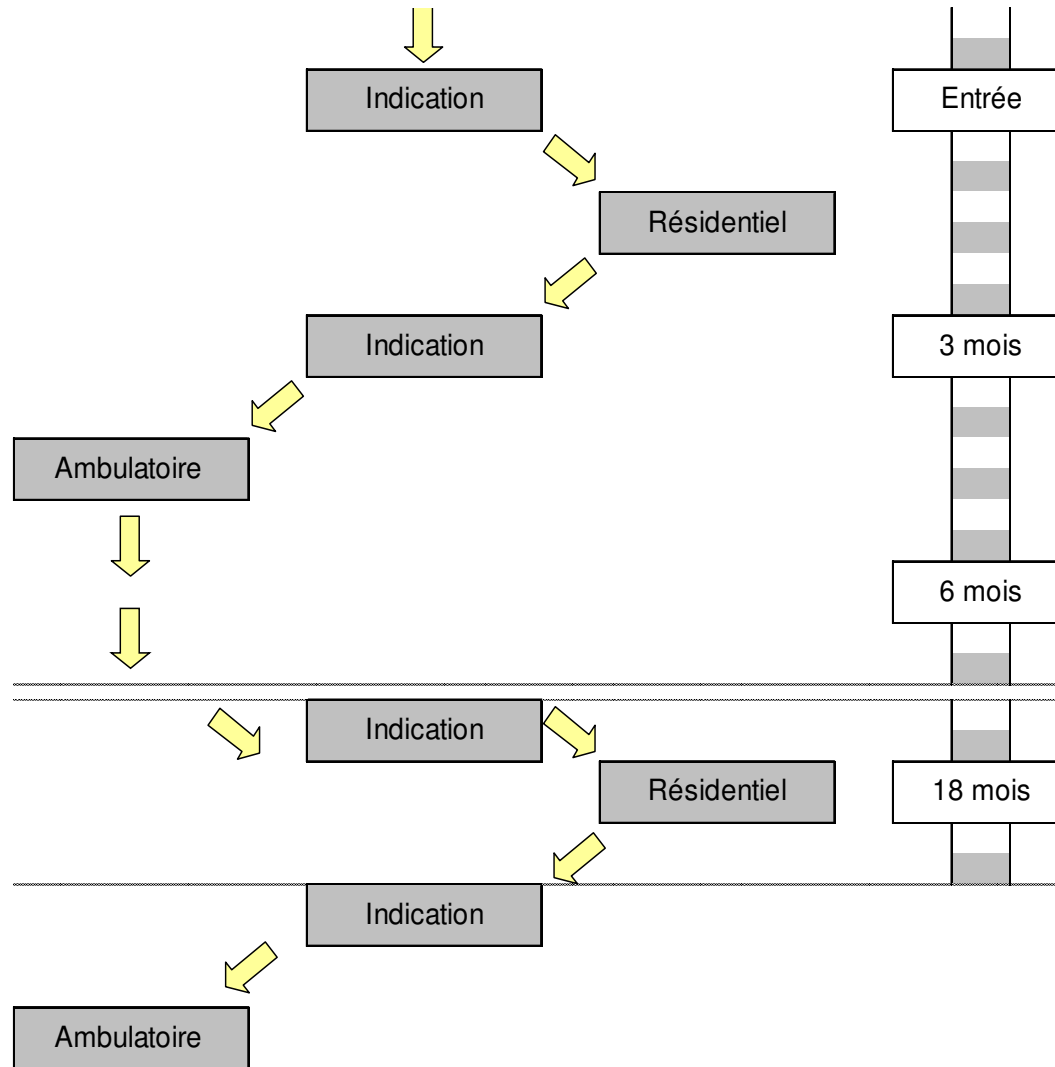 Indication
Entrée
Résidentiel
Indication
3 mois
Ambulatoire
6 mois
Indication
Résidentiel
18 mois
Indication
Ambulatoire